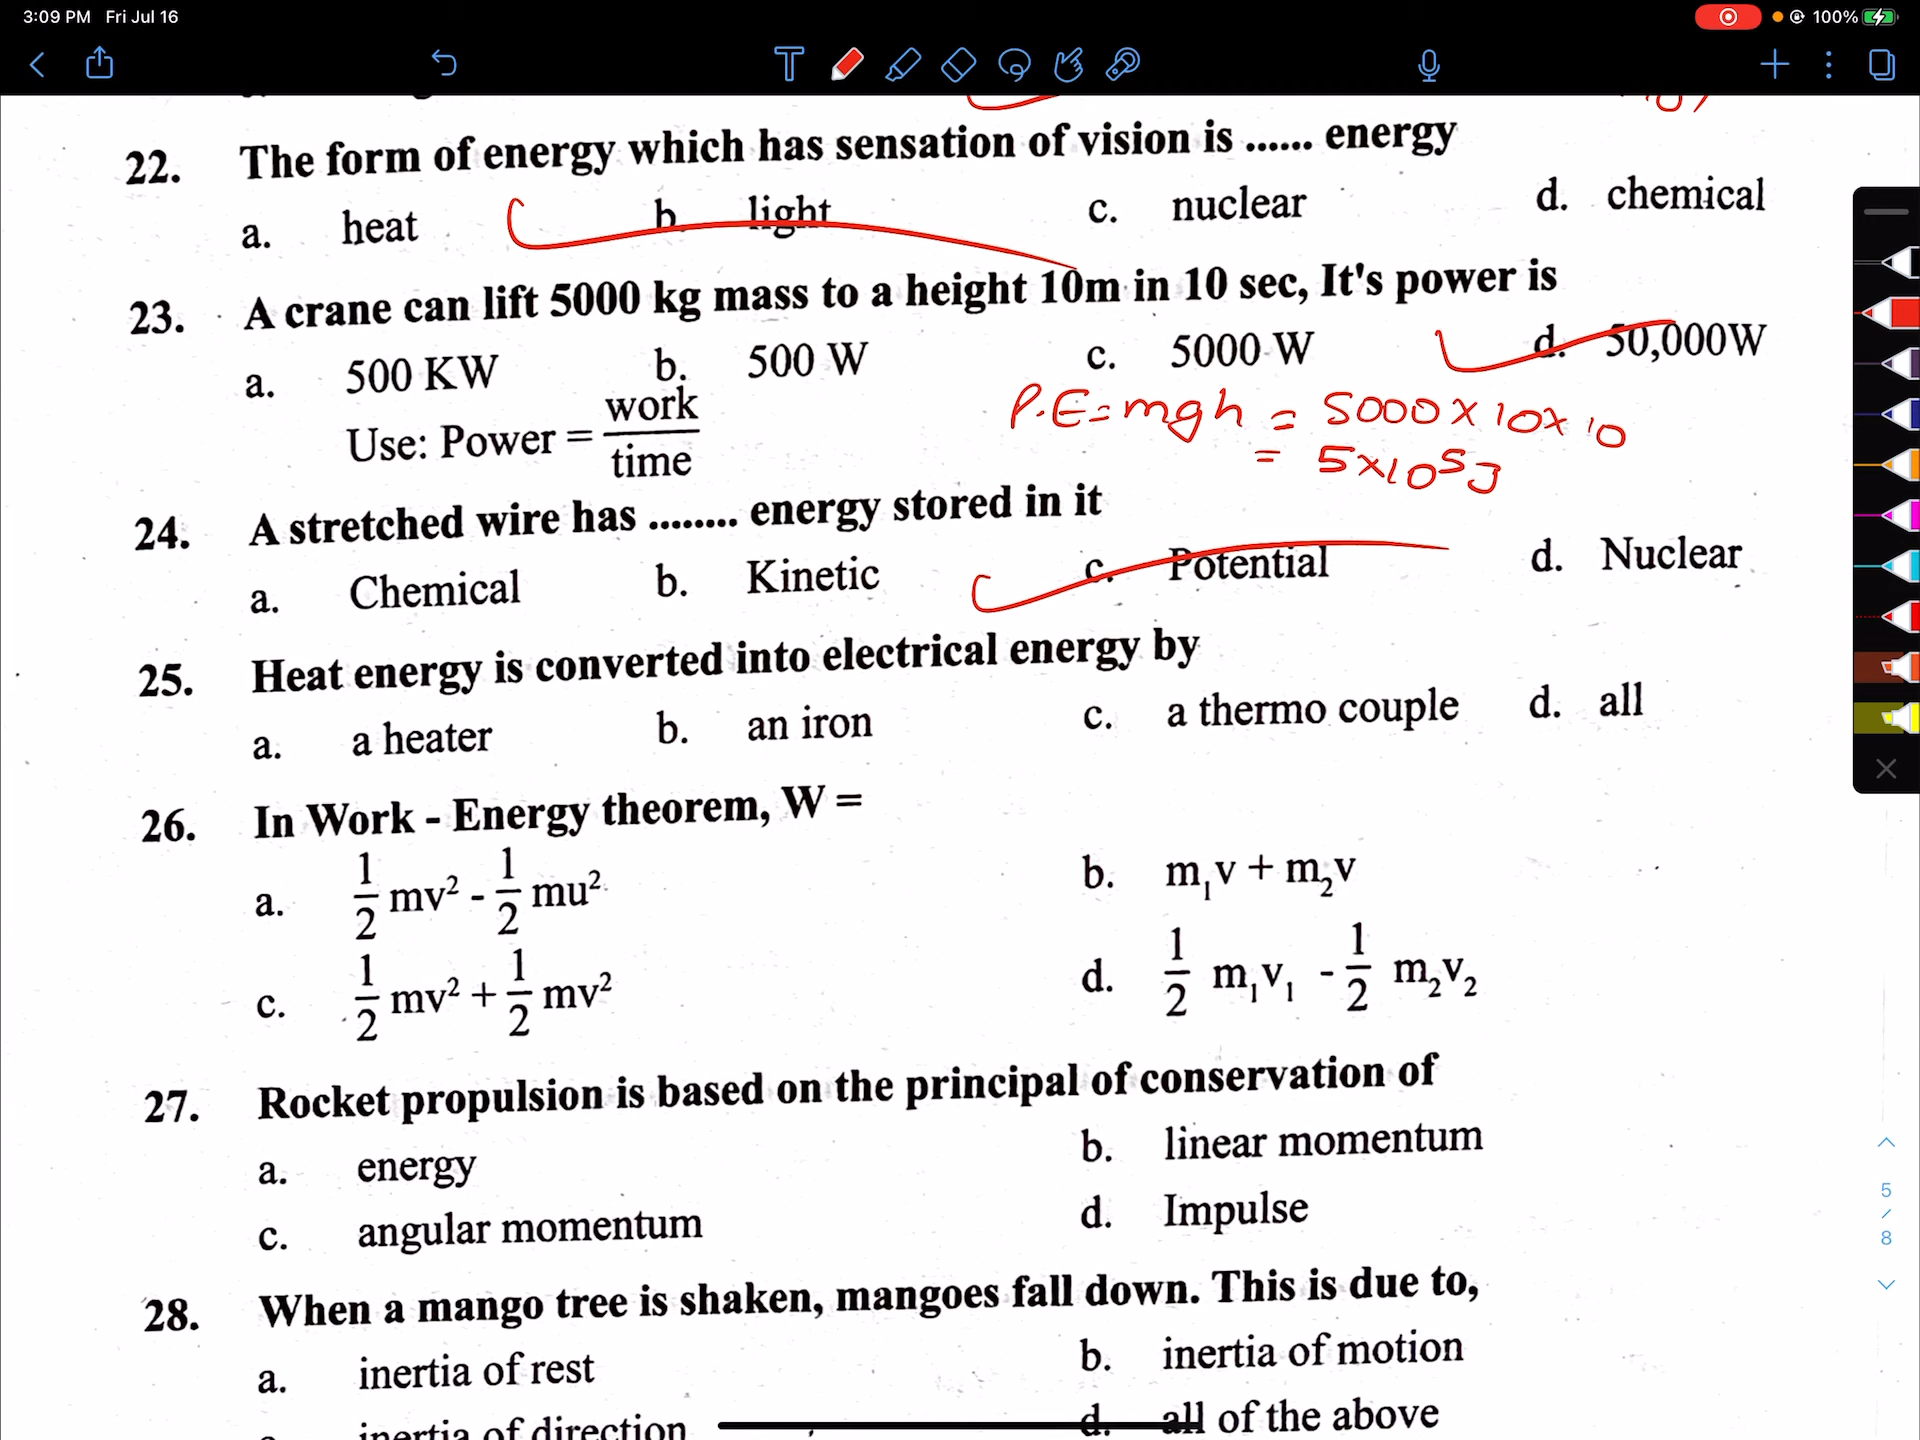 3:09 PM Fri Jul 16
100%
22. The form of energy which has sensation of vision is ...... energy
a. heat b. light c. nuclear d. chemical
23. A crane can lift 5000 kg mass to a height 10m in 10 sec, It's power is
a. 500 KW b. 500 W c. 5000 W d. 50,000W
Use: Power = work
time
P.E = mgh = 5000 x 10 x 10
= 5x10⁵J
24. A stretched wire has ........ energy stored in it
a. Chemical b. Kinetic c. Potential d. Nuclear
25. Heat energy is converted into electrical energy by
a. a heater b. an iron c. a thermo couple d. all
26. In Work - Energy theorem, W =
a. 1/2 mv² - 1/2 mu² b. m₁v + m₂v
c. 1/2 mv² + 1/2 mv² d. 1/2 m₁v₁ - 1/2 m₂v₂
27. Rocket propulsion is based on the principal of conservation of
a. energy b. linear momentum
c. angular momentum d. Impulse
28. When a mango tree is shaken, mangoes fall down. This is due to,
a. inertia of rest b. inertia of motion
inertia of direction d. all of the above
5
/
8